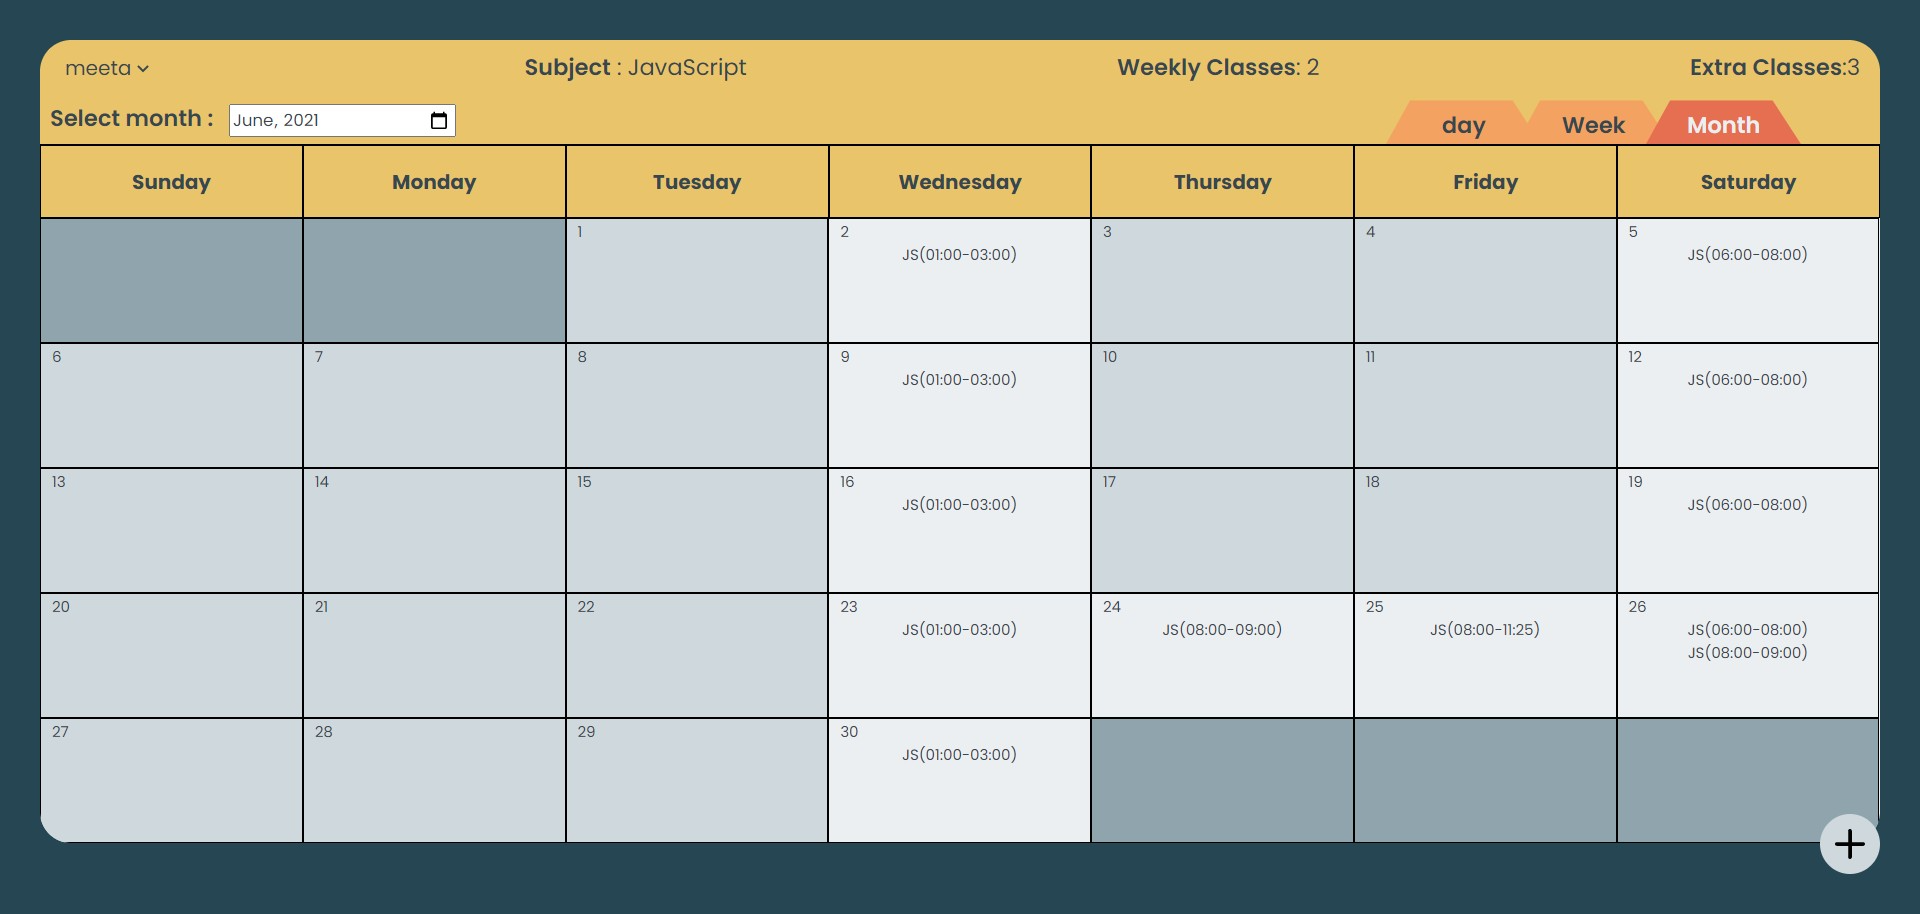 meeta Subject : JavaScript Weekly Classes: 2 Extra Classes:3
Select month : June, 2021 day Week Month
Sunday Monday Tuesday Wednesday Thursday Friday Saturday
1 2 3 4 5
JS(01:00-03:00) JS(06:00-08:00)
6 7 8 9 10 11 12
JS(01:00-03:00) JS(06:00-08:00)
13 14 15 16 17 18 19
JS(01:00-03:00) JS(06:00-08:00)
20 21 22 23 24 25 26
JS(01:00-03:00) JS(08:00-09:00) JS(08:00-11:25) JS(06:00-08:00)
JS(08:00-09:00)
27 28 29 30
JS(01:00-03:00)